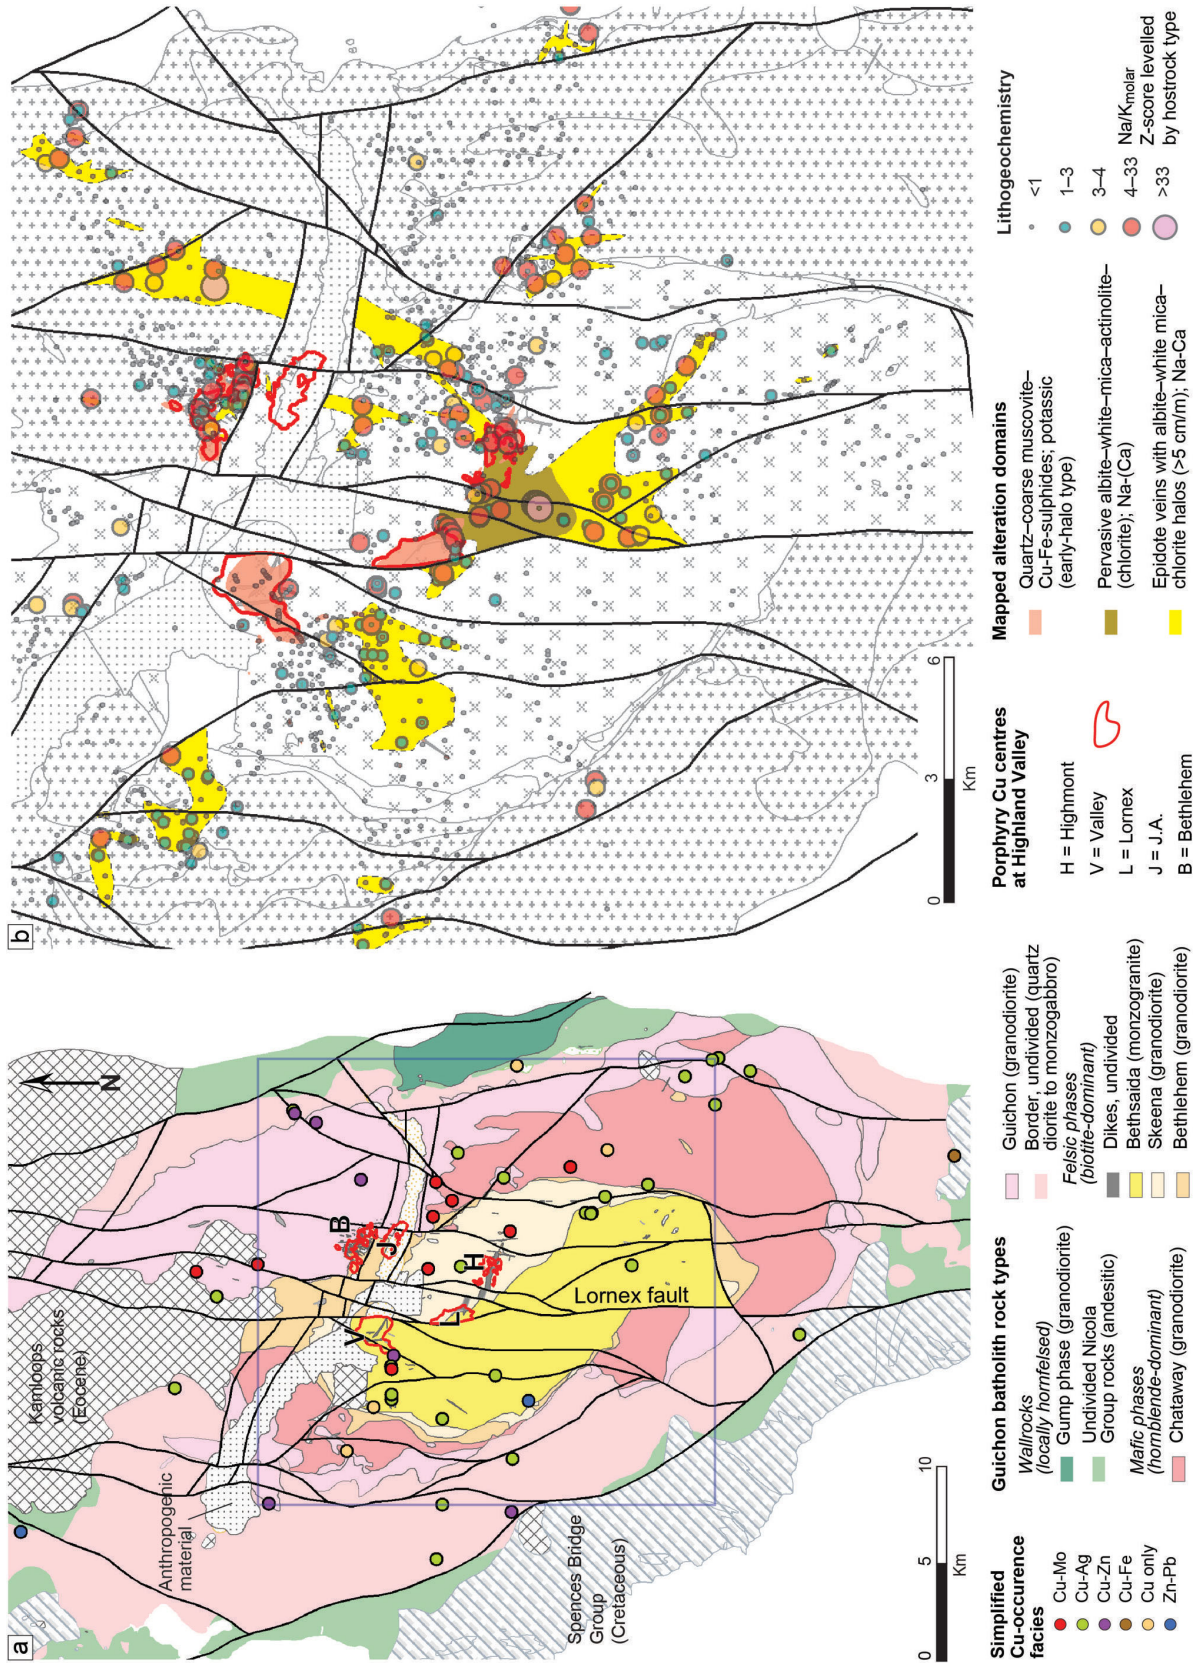 a
Kamloops
volcanic rocks
(Eocene)
N
Anthropogenic
material
B
J
V
H
L
Lornex fault
Spences Bridge
Group
(Cretaceous)
0
5
10
Km
b
0
3
6
Km
Simplified
Cu-occurence
facies
Cu-Mo
Cu-Ag
Cu-Zn
Cu-Fe
Cu only
Zn-Pb
Guichon batholith rock types
Wallrocks
(locally hornfelsed)
Gump phase (granodiorite)
Undivided Nicola
Group rocks (andesitic)
Mafic phases
(hornblende-dominant)
Chataway (granodiorite)
Guichon (granodiorite)
Border, undivided (quartz
diorite to monzogabbro)
Felsic phases
(biotite-dominant)
Dikes, undivided
Bethsaida (monzogranite)
Skeena (granodiorite)
Bethlehem (granodiorite)
Porphyry Cu centres
at Highland Valley
H = Highmont
V = Valley
L = Lornex
J = J.A.
B = Bethlehem
Mapped alteration domains
Quartz–coarse muscovite–
Cu-Fe-sulphides; potassic
(early-halo type)
Pervasive albite–white-mica–actinolite–
(chlorite); Na-(Ca)
Epidote veins with albite–white mica–
chlorite halos (>5 cm/m); Na-Ca
Lithogeochemistry
<1
1–3
3–4
4–33
>33
Na/Kmolar
Z-score levelled
by hostrock type